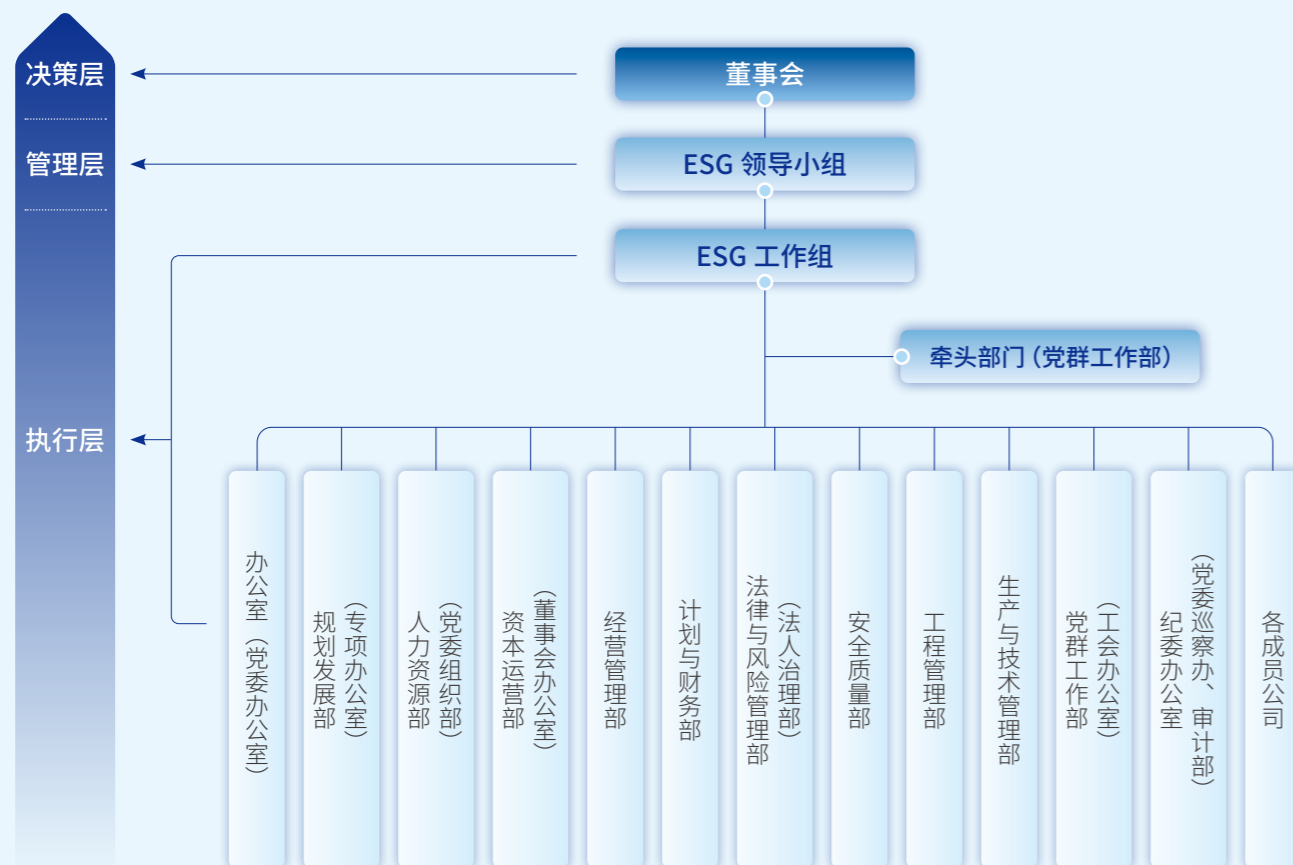 决策层
董事会
管理层
ESG 领导小组
ESG 工作组
牵头部门（党群工作部）
执行层
办公室（党委办公室）
规划发展部
（专项办公室）
人力资源部
（党委组织部）
资本运营部
（董事会办公室）
经营管理部
计划与财务部
法律与风险管理部
（法人治理部）
安全质量部
工程管理部
生产与技术管理部
党群工作部
（工会办公室）
纪委办公室
（党委巡察办、审计部）
各成员公司